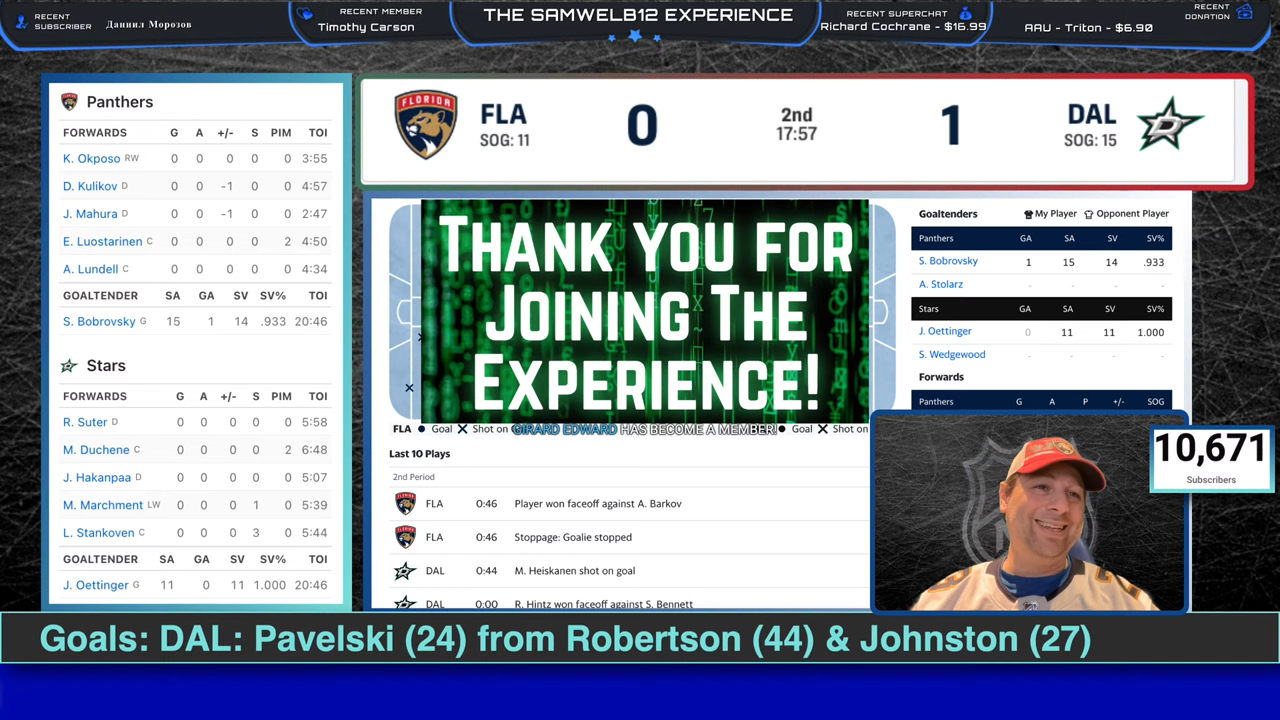 RECENT
SUBSCRIBER
Даниил Морозов
RECENT MEMBER
Timothy Carson
THE SAMWELB12 EXPERIENCE
RECENT SUPERCHAT
Richard Cochrane - $16.99
RECENT
DONATION
AAU - Triton - $6.90
Panthers
FORWARDS G A +/- S PIM TOI
K. Okposo RW 0 0 0 0 0 3:55
D. Kulikov D 0 0 -1 0 0 4:57
J. Mahura D 0 0 -1 0 0 2:47
E. Luostarinen C 0 0 0 0 2 4:50
A. Lundell C 0 0 0 0 0 4:34
GOALTENDER SA GA SV SV% TOI
S. Bobrovsky G 15 1 14 .933 20:46
Stars
FORWARDS G A +/- S PIM TOI
R. Suter D 0 0 0 0 0 5:58
M. Duchene C 0 0 0 0 2 6:48
J. Hakanpaa D 0 0 0 0 0 5:07
M. Marchment LW 0 0 0 1 0 5:39
L. Stankoven C 0 0 0 3 0 5:44
GOALTENDER SA GA SV SV% TOI
J. Oettinger G 11 0 11 1.000 20:46
FLORIDA
FLA
SOG: 11
0
2nd
17:57
1
DAL
SOG: 15
THANK YOU FOR
JOINING THE
EXPERIENCE!
GIRARD EDWARD HAS BECOME A MEMBER!
FLA Goal Shot on
Goal Shot on
Last 10 Plays
2nd Period
FLA 0:46 Player won faceoff against A. Barkov
FLA 0:46 Stoppage: Goalie stopped
DAL 0:44 M. Heiskanen shot on goal
DAL 0:00 R. Hintz won faceoff against S. Bennett
Goaltenders My Player Opponent Player
Panthers GA SA SV SV%
S. Bobrovsky 1 15 14 .933
A. Stolarz - - - -
Stars GA SA SV SV%
J. Oettinger 0 11 11 1.000
S. Wedgewood - - - -
Forwards
Panthers G A P +/- SOG
10,671
Subscribers
Goals: DAL: Pavelski (24) from Robertson (44) & Johnston (27)